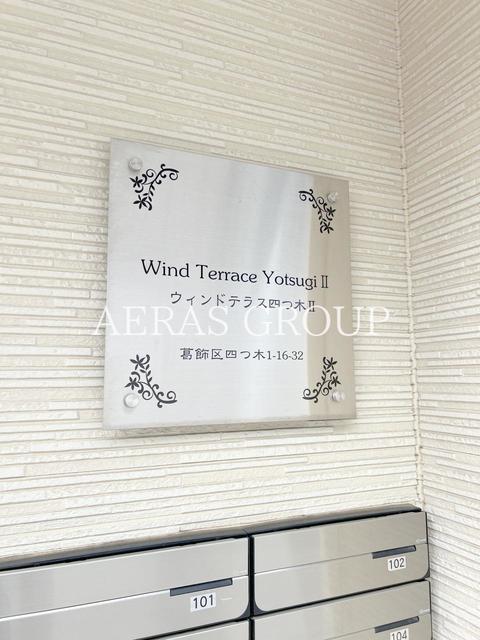 Wind Terrace Yotsugi II
ウィンドテラス四つ木II
AERAS GROUP
葛飾区四つ木1-16-32
102
101
104